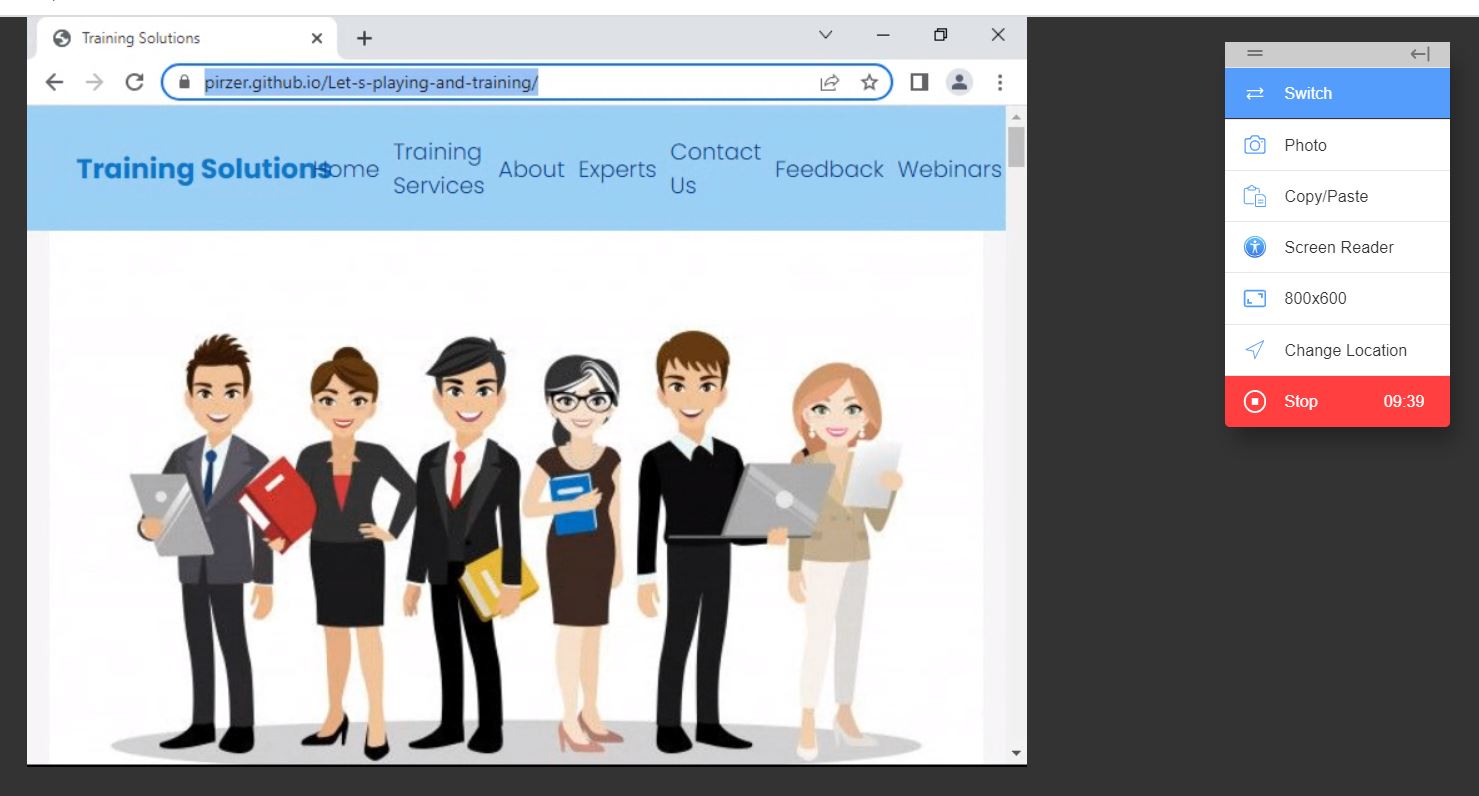 Training Solutions
pirzer.github.io/Let-s-playing-and-training/
Training Solutions
Home
Training
Services
About
Experts
Contact
Us
Feedback
Webinars
Switch
Photo
Copy/Paste
Screen Reader
800x600
Change Location
Stop 09:39